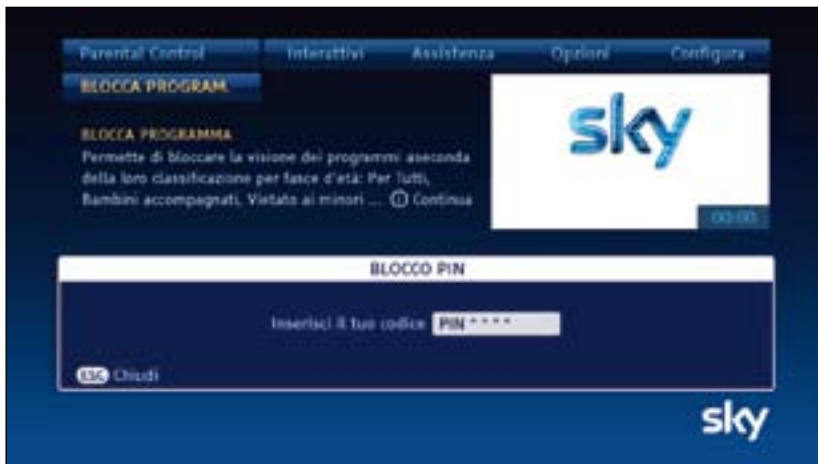 Parental Control Interattivi Assistenza Opzioni Configura
BLOCCA PROGRAM.
BLOCCA PROGRAMMA
Permette di bloccare la visione dei programmi aseconda
della loro classificazione per fasce d'età: Per Tutti,
Bambini accompagnati, Vietato ai minori ... i Continua
sky
00:00
BLOCCO PIN
Inserisci il tuo codice PIN * * * *
ESC Chiudi
sky